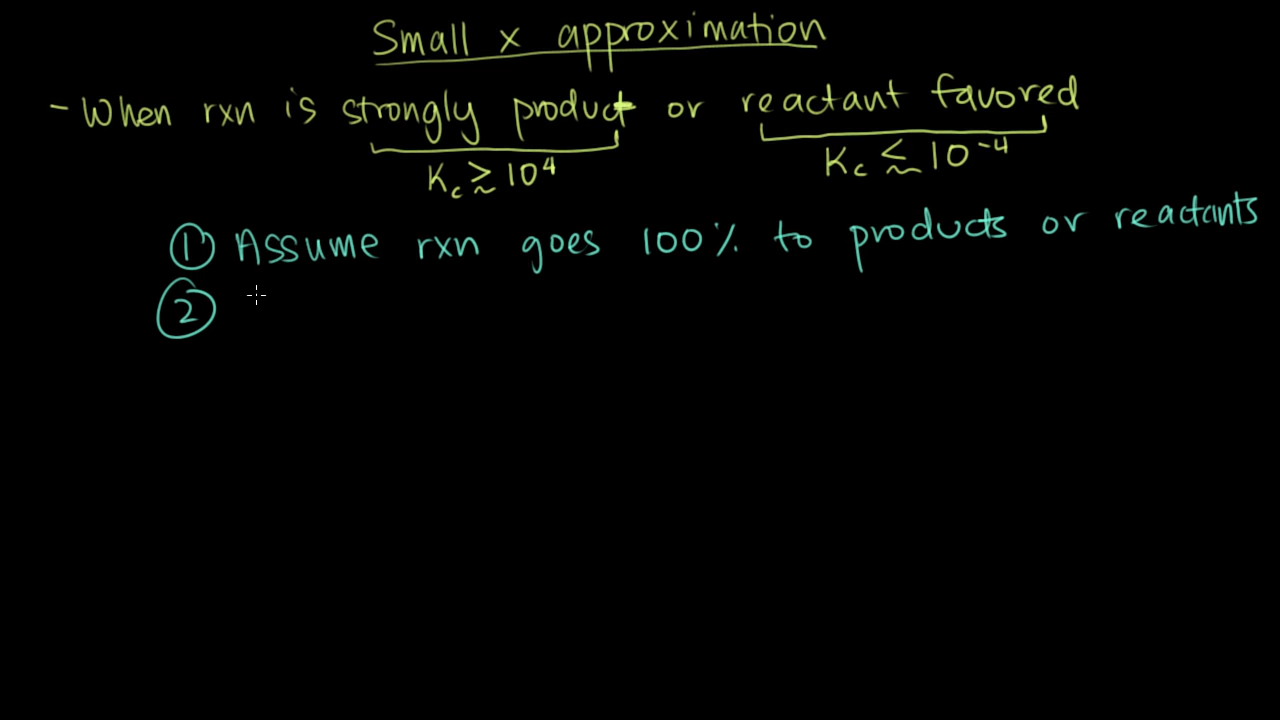 Small x approximation
- When rxn is strongly product or reactant favored
Kc ≳ 10⁴ Kc ≲ 10⁻⁴
① Assume rxn goes 100% to products or reactants
②